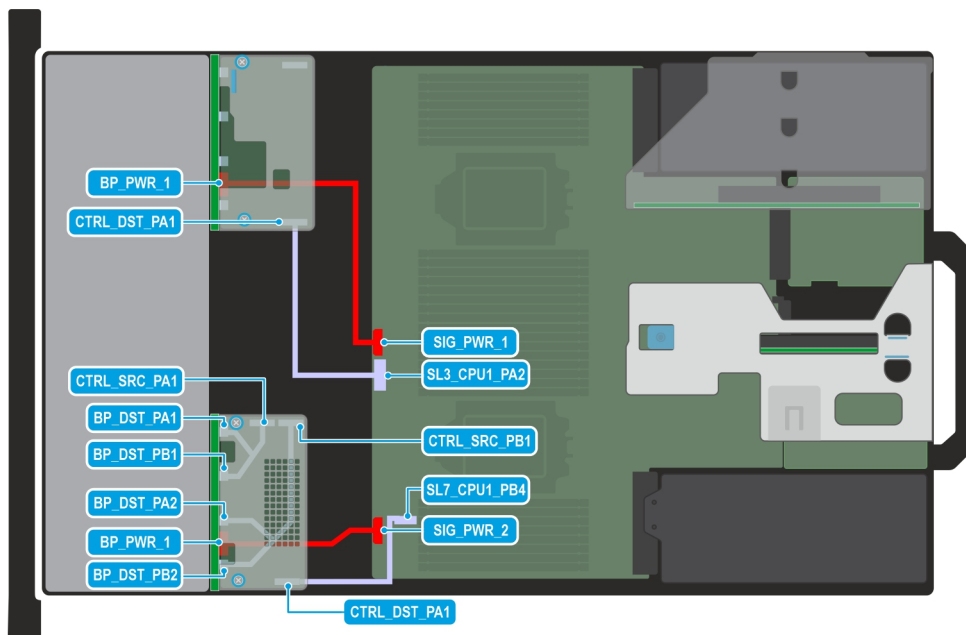 BP_PWR_1
CTRL_DST_PA1
SIG_PWR_1
SL3_CPU1_PA2
CTRL_SRC_PA1
BP_DST_PA1
CTRL_SRC_PB1
BP_DST_PB1
SL7_CPU1_PB4
BP_DST_PA2
SIG_PWR_2
BP_PWR_1
BP_DST_PB2
CTRL_DST_PA1